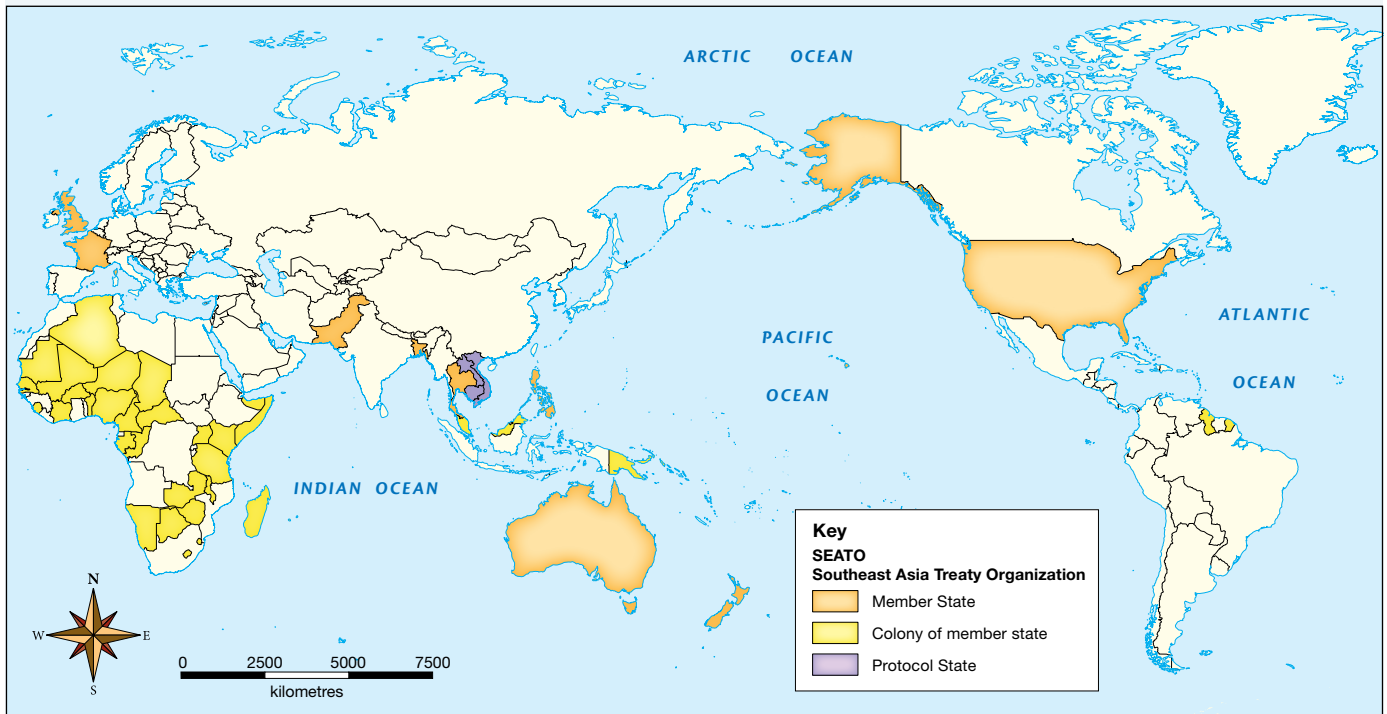 ARCTIC OCEAN
PACIFIC
OCEAN
ATLANTIC
OCEAN
INDIAN OCEAN
N
W
E
S
0 2500 5000 7500
kilometres
Key
SEATO
Southeast Asia Treaty Organization
Member State
Colony of member state
Protocol State